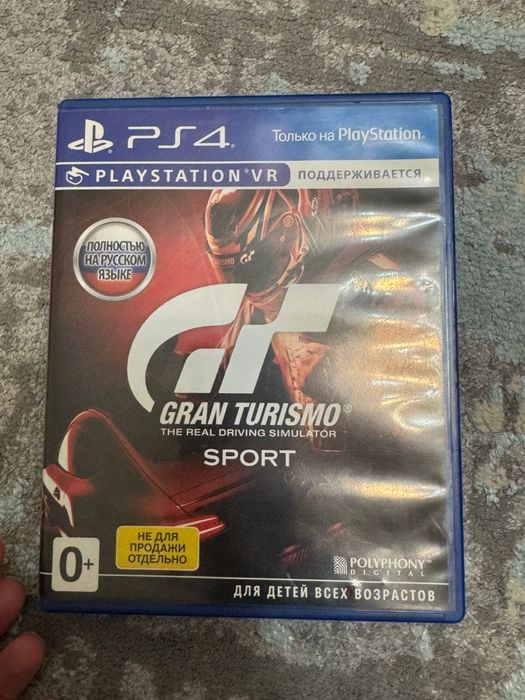 PS4
Только на PlayStation®
PLAYSTATION®VR ПОДДЕРЖИВАЕТСЯ
ПОЛНОСТЬЮ
НА РУССКОМ
ЯЗЫКЕ
GT
GRAN TURISMO®
THE REAL DRIVING SIMULATOR
SPORT
НЕ ДЛЯ
ПРОДАЖИ
ОТДЕЛЬНО
0+
POLYPHONY™
DIGITAL
ДЛЯ ДЕТЕЙ ВСЕХ ВОЗРАСТОВ